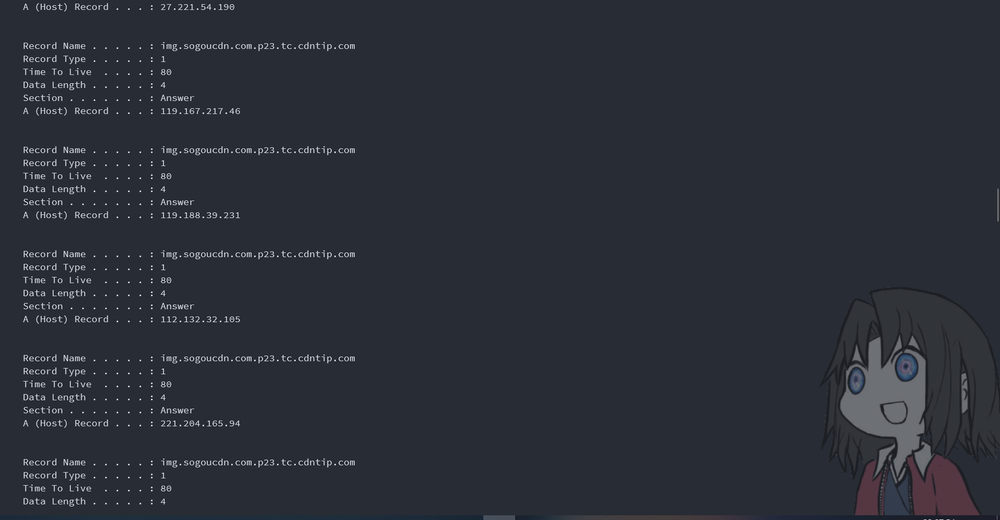 A (Host) Record . . . : 27.221.54.190
Record Name . . . . . : img.sogoucdn.com.p23.tc.cdntip.com
Record Type . . . . . : 1
Time To Live  . . . . : 80
Data Length . . . . . : 4
Section . . . . . . . : Answer
A (Host) Record . . . : 119.167.217.46
Record Name . . . . . : img.sogoucdn.com.p23.tc.cdntip.com
Record Type . . . . . : 1
Time To Live  . . . . : 80
Data Length . . . . . : 4
Section . . . . . . . : Answer
A (Host) Record . . . : 119.188.39.231
Record Name . . . . . : img.sogoucdn.com.p23.tc.cdntip.com
Record Type . . . . . : 1
Time To Live  . . . . : 80
Data Length . . . . . : 4
Section . . . . . . . : Answer
A (Host) Record . . . : 112.132.32.105
Record Name . . . . . : img.sogoucdn.com.p23.tc.cdntip.com
Record Type . . . . . : 1
Time To Live  . . . . : 80
Data Length . . . . . : 4
Section . . . . . . . : Answer
A (Host) Record . . . : 221.204.165.94
Record Name . . . . . : img.sogoucdn.com.p23.tc.cdntip.com
Record Type . . . . . : 1
Time To Live  . . . . : 80
Data Length . . . . . : 4